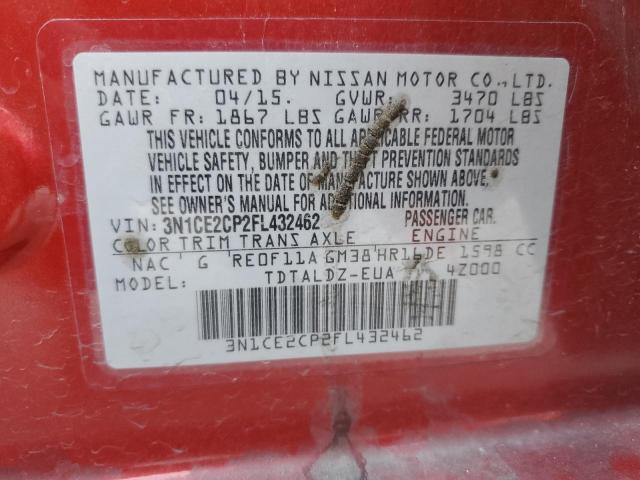 MANUFACTURED BY NISSAN MOTOR CO., LTD.
DATE: 04/15. GVWR: 3470 LBS
GAWR FR: 1867 LBS GAWR RR: 1704 LBS
THIS VEHICLE CONFORMS TO ALL APPLICABLE FEDERAL MOTOR
VEHICLE SAFETY, BUMPER AND THEFT PREVENTION STANDARDS
IN EFFECT ON THE DATE OF MANUFACTURE SHOWN ABOVE.
SEE OWNER'S MANUAL FOR ADDITIONAL INFORMATION.
VIN: 3N1CE2CP2FL432462 PASSENGER CAR.
COLOR TRIM TRANS AXLE ENGINE
NAC G RE0F11A GM38 HR16DE 1598 CC
MODEL: TDTALDZ-EUA 4Z000
3N1CE2CP2FL432462